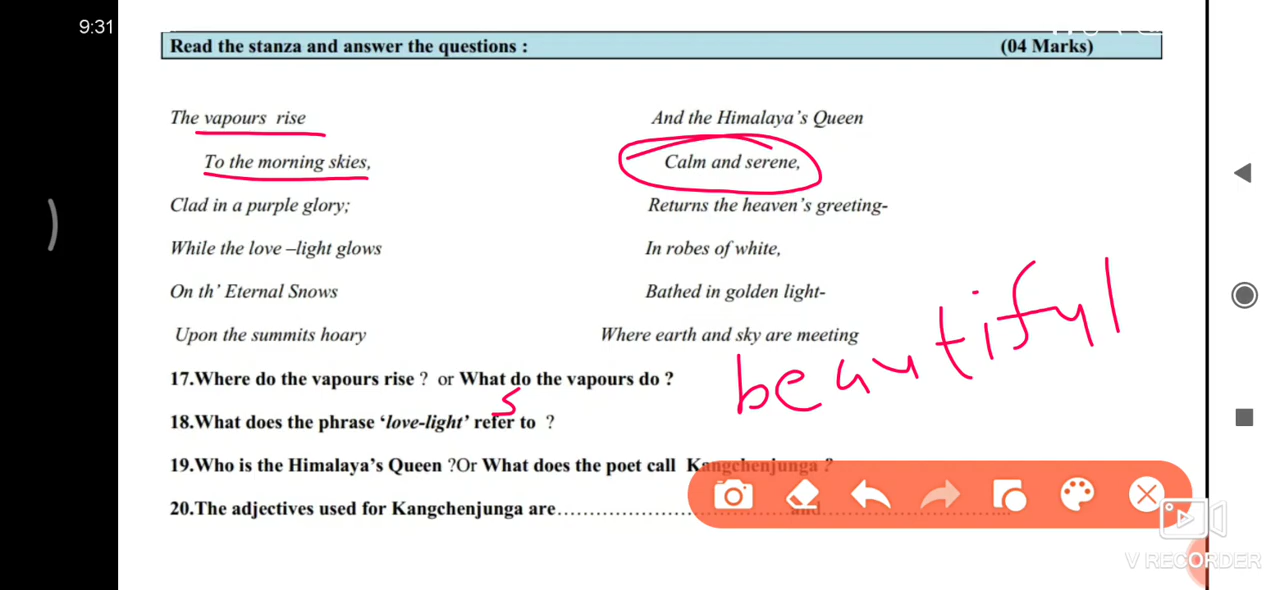 9:31
Read the stanza and answer the questions : (04 Marks)
The vapours rise And the Himalaya's Queen
To the morning skies, Calm and serene,
Clad in a purple glory; Returns the heaven's greeting-
While the love –light glows In robes of white,
On th' Eternal Snows Bathed in golden light-
Upon the summits hoary Where earth and sky are meeting
beautiful
17.Where do the vapours rise ? or What do the vapours do ?
s
18.What does the phrase 'love-light' refer to ?
19.Who is the Himalaya's Queen ?Or What does the poet call Kangchenjunga ?
20.The adjectives used for Kangchenjunga are........................and
V RECORDER